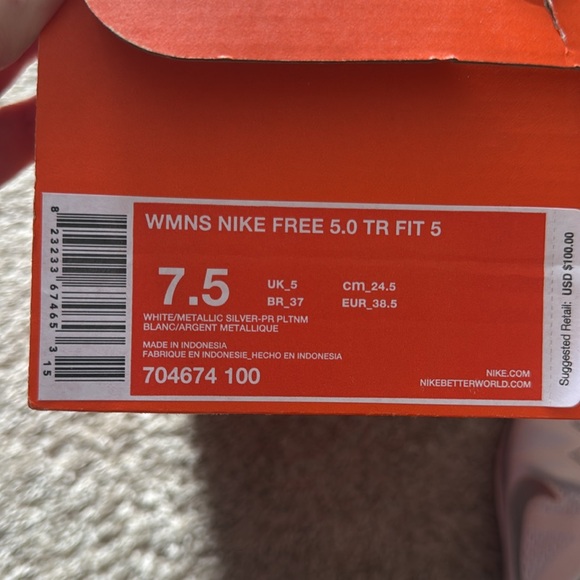 WMNS NIKE FREE 5.0 TR FIT 5
7.5
UK_5
cm_24.5
BR_37
EUR_38.5
WHITE/METALLIC SILVER-PR PLTNM
BLANC/ARGENT METALLIQUE
MADE IN INDONESIA
FABRIQUE EN INDONESIE_HECHO EN INDONESIA
704674 100
NIKE.COM
NIKEBETTERWORLD.COM
Suggested Retail: USD $100.00
8 23233 67465 3 15